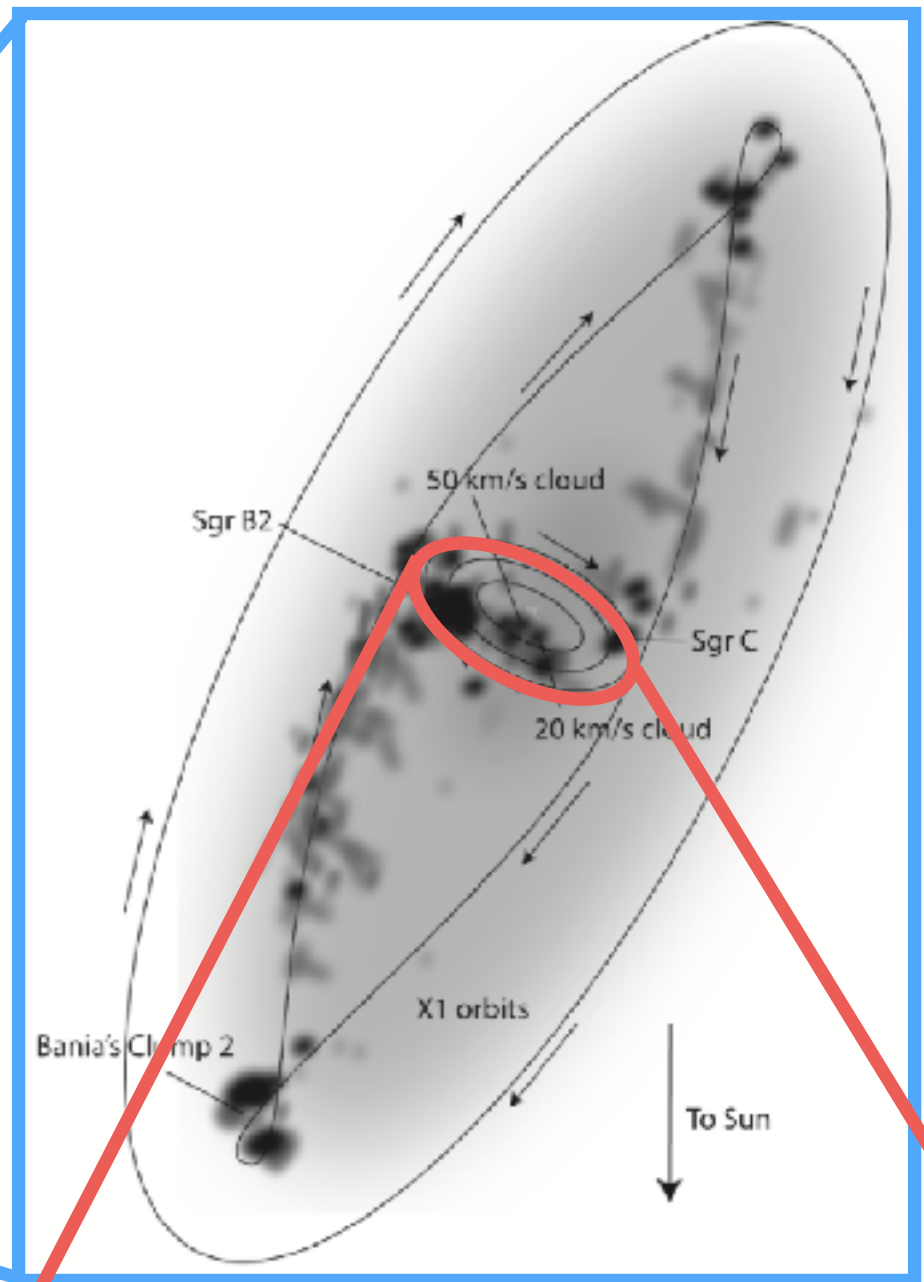 50 km/s cloud
Sgr B2
Sgr C
20 km/s cloud
X1 orbits
Bania's Clump 2
To Sun